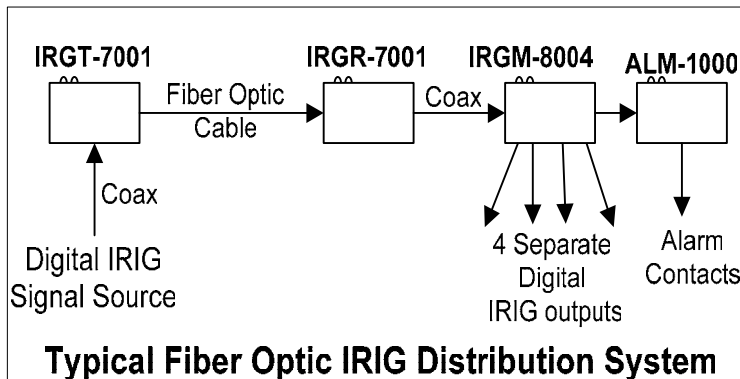 IRGT-7001
IRGR-7001
IRGM-8004
ALM-1000
Fiber Optic
Cable
Coax
Coax
Digital IRIG
Signal Source
4 Separate
Digital
IRIG outputs
Alarm
Contacts
Typical Fiber Optic IRIG Distribution System